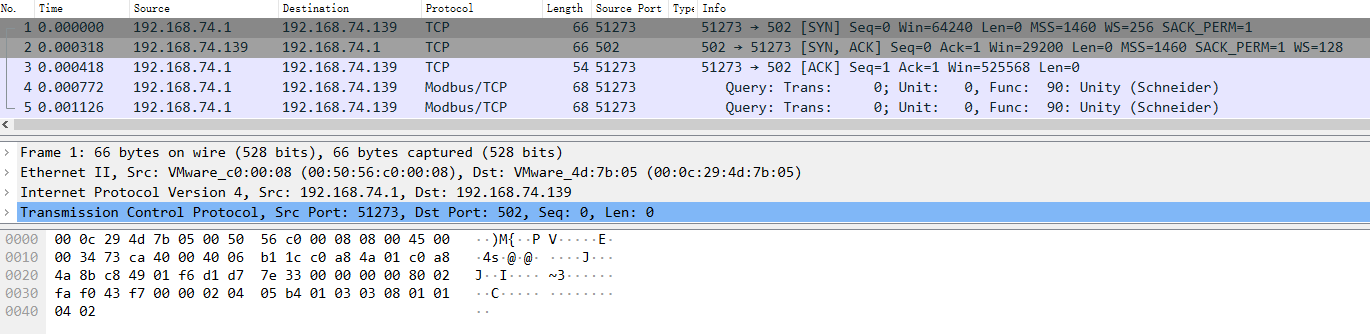 No. Time Source Destination Protocol Length Source Port Type Info
1 0.000000 192.168.74.1 192.168.74.139 TCP 66 51273 51273 → 502 [SYN] Seq=0 Win=64240 Len=0 MSS=1460 WS=256 SACK_PERM=1
2 0.000318 192.168.74.139 192.168.74.1 TCP 66 502 502 → 51273 [SYN, ACK] Seq=0 Ack=1 Win=29200 Len=0 MSS=1460 SACK_PERM=1 WS=128
3 0.000418 192.168.74.1 192.168.74.139 TCP 54 51273 51273 → 502 [ACK] Seq=1 Ack=1 Win=525568 Len=0
4 0.000772 192.168.74.1 192.168.74.139 Modbus/TCP 68 51273 Query: Trans: 0; Unit: 0, Func: 90: Unity (Schneider)
5 0.001126 192.168.74.1 192.168.74.139 Modbus/TCP 68 51273 Query: Trans: 0; Unit: 0, Func: 90: Unity (Schneider)
Frame 1: 66 bytes on wire (528 bits), 66 bytes captured (528 bits)
Ethernet II, Src: VMware_c0:00:08 (00:50:56:c0:00:08), Dst: VMware_4d:7b:05 (00:0c:29:4d:7b:05)
Internet Protocol Version 4, Src: 192.168.74.1, Dst: 192.168.74.139
Transmission Control Protocol, Src Port: 51273, Dst Port: 502, Seq: 0, Len: 0
0000 00 0c 29 4d 7b 05 00 50 56 c0 00 08 08 00 45 00 ··)M{··P V·····E·
0010 00 34 73 ca 40 00 40 06 b1 1c c0 a8 4a 01 c0 a8 ·4s·@·@· ····J···
0020 4a 8b c8 49 01 f6 d1 d7 7e 33 00 00 00 00 80 02 J··I···· ~3······
0030 fa f0 43 f7 00 00 02 04 05 b4 01 03 03 08 01 01 ··C····· ········
0040 04 02 ··